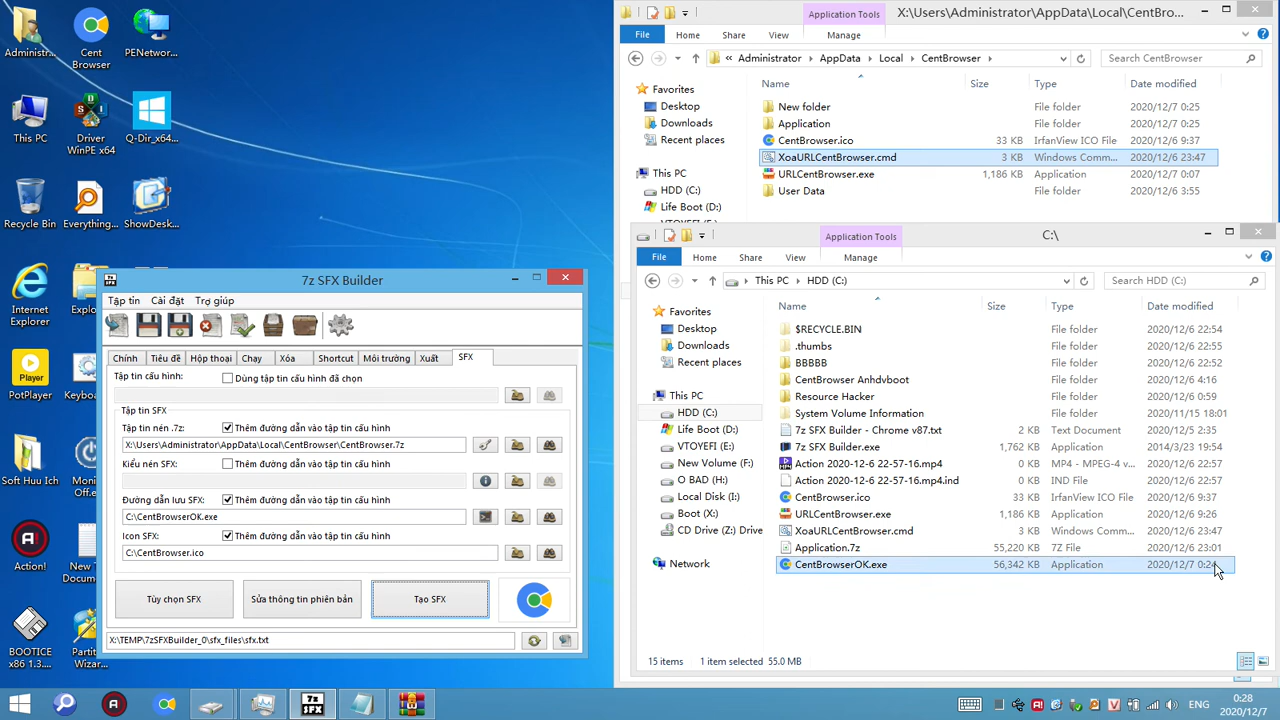 Administr...
Cent
Browser
PENetwor...
This PC
Driver
WinPE x64
Q-Dir_x64...
Recycle Bin
Everything...
ShowDesk...
Internet
Explorer
Explo
Player
PotPlayer
Keyboa
Soft Huu Ich
Moni
Off.e
Action!
New
Docume
BOOTICE
x86 1.3....
Partit
Wizar
7z SFX Builder
Tập tin
Cài đặt
Trợ giúp
Chính
Tiêu đề
Hộp thoại
Chạy
Xóa
Shortcut
Môi trường
Xuất
SFX
Tập tin cấu hình:
Dùng tập tin cấu hình đã chọn
Tập tin SFX
Tập tin nén .7z:
Thêm đường dẫn vào tập tin cấu hình
X:\Users\Administrator\AppData\Local\CentBrowser\CentBrowser.7z
Kiểu nén SFX:
Thêm đường dẫn vào tập tin cấu hình
Đường dẫn lưu SFX:
Thêm đường dẫn vào tập tin cấu hình
C:\CentBrowserOK.exe
Icon SFX:
Thêm đường dẫn vào tập tin cấu hình
C:\CentBrowser.ico
Tùy chọn SFX
Sửa thông tin phiên bản
Tạo SFX
X:\TEMP\7zSFXBuilder_0\sfx_files\sfx.txt
Application Tools
X:\Users\Administrator\AppData\Local\CentBro...
File
Home
Share
View
Manage
« Administrator
AppData
Local
CentBrowser
Search CentBrowser
Name
Size
Type
Date modified
Favorites
Desktop
Downloads
Recent places
This PC
HDD (C:)
Life Boot (D:)
VTOYEFI (E:)
New folder File folder 2020/12/7 0:25
Application File folder 2020/12/7 0:25
CentBrowser.ico 33 KB IrfanView ICO File 2020/12/6 9:37
XoaURLCentBrowser.cmd 3 KB Windows Comm... 2020/12/6 23:47
URLCentBrowser.exe 1,186 KB Application 2020/12/7 0:07
User Data File folder 2020/12/6 3:55
Application Tools
C:\
File
Home
Share
View
Manage
This PC
HDD (C:)
Search HDD (C:)
Name
Size
Type
Date modified
Favorites
Desktop
Downloads
Recent places
This PC
HDD (C:)
Life Boot (D:)
VTOYEFI (E:)
New Volume (F:)
O BAD (H:)
Local Disk (I:)
Boot (X:)
CD Drive (Z:) Drive
Network
$RECYCLE.BIN File folder 2020/12/6 22:54
.thumbs File folder 2020/12/6 22:55
BBBBB File folder 2020/12/6 22:52
CentBrowser Anhdvboot File folder 2020/12/6 4:16
Resource Hacker File folder 2020/12/6 0:59
System Volume Information File folder 2020/11/15 18:01
7z SFX Builder - Chrome v87.txt 2 KB Text Document 2020/12/5 2:35
7z SFX Builder.exe 1,762 KB Application 2014/3/23 19:54
Action 2020-12-6 22-57-16.mp4 0 KB MP4 - MPEG-4 v... 2020/12/6 22:57
Action 2020-12-6 22-57-16.mp4.ind 0 KB IND File 2020/12/6 22:57
CentBrowser.ico 33 KB IrfanView ICO File 2020/12/6 9:37
URLCentBrowser.exe 1,186 KB Application 2020/12/6 9:26
XoaURLCentBrowser.cmd 3 KB Windows Comm... 2020/12/6 23:47
Application.7z 55,220 KB 7Z File 2020/12/6 23:01
CentBrowserOK.exe 56,342 KB Application 2020/12/7 0:24
15 items
1 item selected 55.0 MB
ENG
0:28
2020/12/7